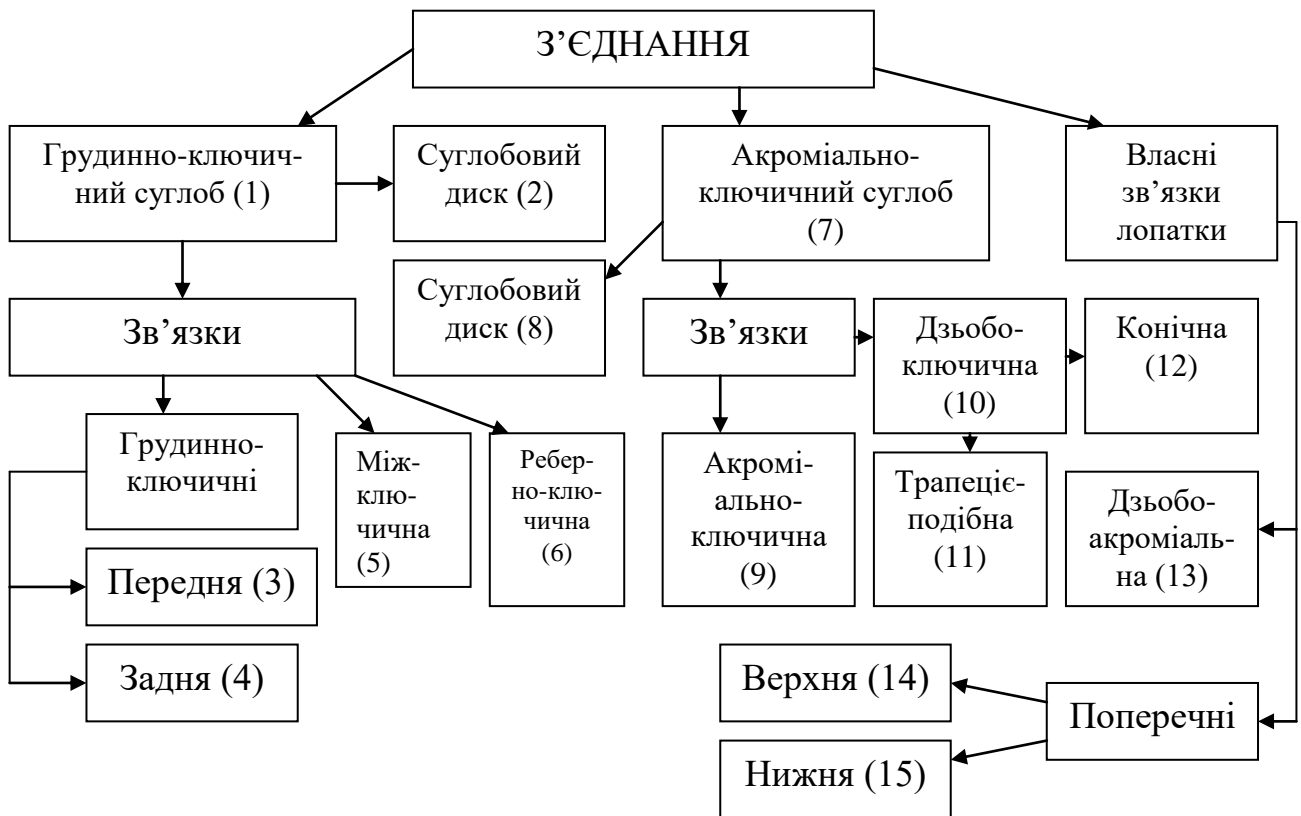 З’ЄДНАННЯ
Грудинно-ключич-
ний суглоб (1)
Суглобовий
диск (2)
Акроміально-
ключичний суглоб
(7)
Власні
зв’язки
лопатки
Суглобовий
диск (8)
Зв’язки
Зв’язки
Дзьобо-
ключична
(10)
Конічна
(12)
Грудинно-
ключичні
Між-
клю-
чична
(5)
Ребер-
но-клю-
чична
(6)
Акромі-
ально-
ключична
(9)
Трапеціє-
подібна
(11)
Дзьобо-
акроміаль-
на (13)
Передня (3)
Задня (4)
Верхня (14)
Поперечні
Нижня (15)